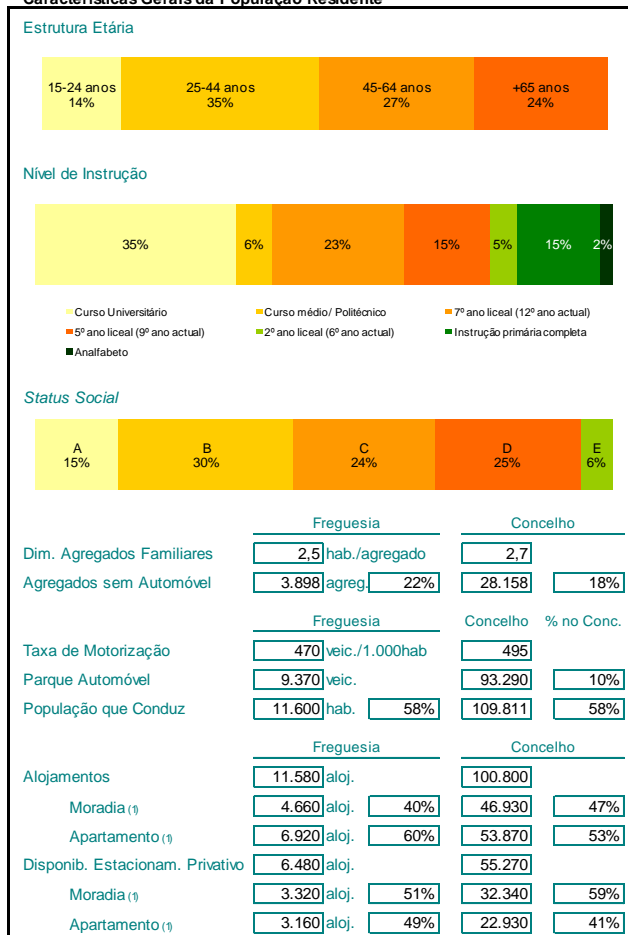 Características Gerais da População Residente
Estrutura Etária
15-24 anos 25-44 anos 45-64 anos +65 anos
14% 35% 27% 24%
Nível de Instrução
35% 6% 23% 15% 5% 15% 2%
Curso Universitário Curso médio/ Politécnico 7º ano liceal (12º ano actual)
5º ano liceal (9º ano actual) 2º ano liceal (6º ano actual) Instrução primária completa
Analfabeto
Status Social
A B C D E
15% 30% 24% 25% 6%
Freguesia Concelho
Dim. Agregados Familiares 2,5 hab./agregado 2,7
Agregados sem Automóvel 3.898 agreg. 22% 28.158 18%
Freguesia Concelho % no Conc.
Taxa de Motorização 470 veic./1.000hab 495
Parque Automóvel 9.370 veic. 93.290 10%
População que Conduz 11.600 hab. 58% 109.811 58%
Freguesia Concelho
Alojamentos 11.580 aloj. 100.800
Moradia (1) 4.660 aloj. 40% 46.930 47%
Apartamento (1) 6.920 aloj. 60% 53.870 53%
Disponib. Estacionam. Privativo 6.480 aloj. 55.270
Moradia (1) 3.320 aloj. 51% 32.340 59%
Apartamento (1) 3.160 aloj. 49% 22.930 41%